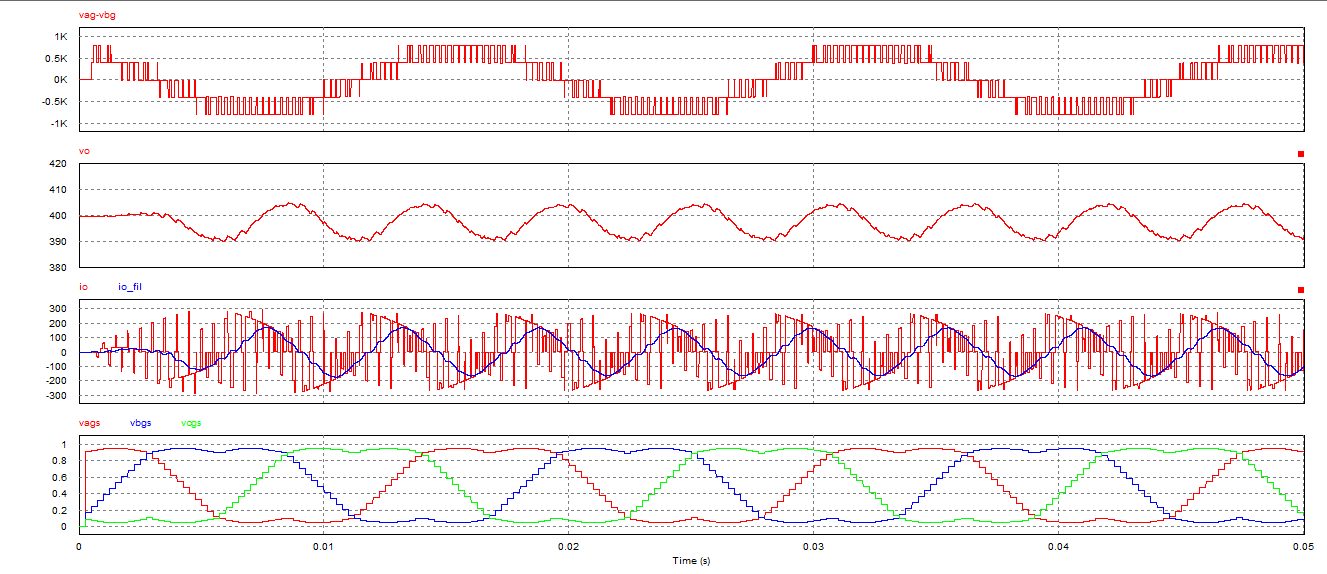 vag-vbg
1K
0.5K
0K
-0.5K
-1K
vo
420
410
400
390
380
io io_fil
300
200
100
0
-100
-200
-300
vags vbgs vcgs
1
0.8
0.6
0.4
0.2
0
0 0.01 0.02 0.03 0.04 0.05
Time (s)